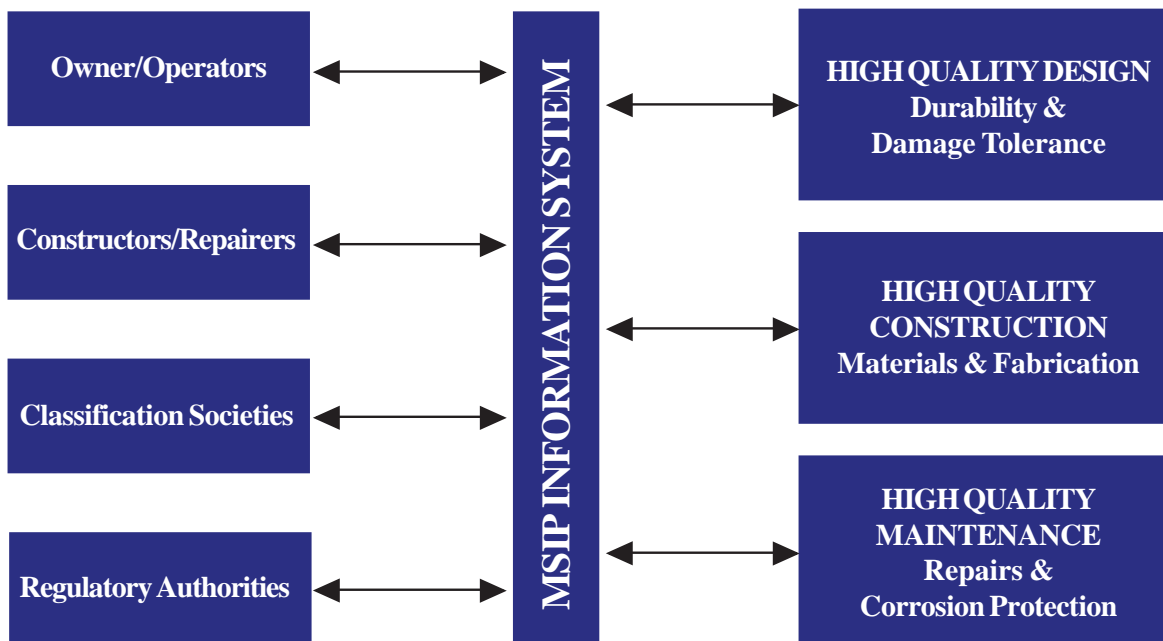 Owner/Operators
Constructors/Repairers
Classification Societies
Regulatory Authorities
MSIP INFORMATION SYSTEM
HIGH QUALITY DESIGN
Durability &
Damage Tolerance
HIGH QUALITY
CONSTRUCTION
Materials & Fabrication
HIGH QUALITY
MAINTENANCE
Repairs &
Corrosion Protection